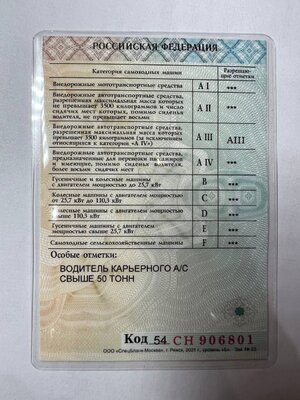 РОССИЙСКАЯ ФЕДЕРАЦИЯ
Категория самоходных машин
Разрешающие отметки
Внедорожные мототранспортные средства A I ***
Внедорожные автотранспортные средства,
разрешенная максимальная масса которых
не превышает 3500 килограммов и число
сидячих мест которых, помимо сиденья
водителя, не превышает восьми A II ***
Внедорожные автотранспортные средства,
разрешенная максимальная масса которых
превышает 3500 килограммов (за исключением
относящихся к категории «A IV») A III AIII
Внедорожные автотранспортные средства,
предназначенные для перевозки пассажиров
и имеющие, помимо сиденья водителя, более
восьми сидячих мест A IV ***
Гусеничные и колесные машины
с двигателем мощностью до 25,7 кВт B ***
Колесные машины с двигателем мощностью
от 25,7 кВт до 110,3 кВт C ***
Колесные машины с двигателем мощностью
свыше 110,3 кВт D ***
Гусеничные машины с двигателем
мощностью свыше 25,7 кВт E ***
Самоходные сельскохозяйственные машины F ***
Особые отметки:
ВОДИТЕЛЬ КАРЬЕРНОГО А/С
СВЫШЕ 50 ТОНН
Код 54 СН 906801
ООО «СпецБланк-Москва», г. Ржев, 2021 г., уровень «Б».